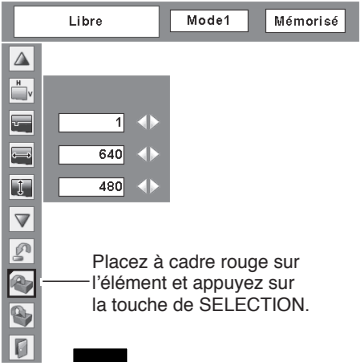 Libre Mode1 Mémorisé
H
V
1
640
480
Placez à cadre rouge sur
l'élément et appuyez sur
la touche de SELECTION.